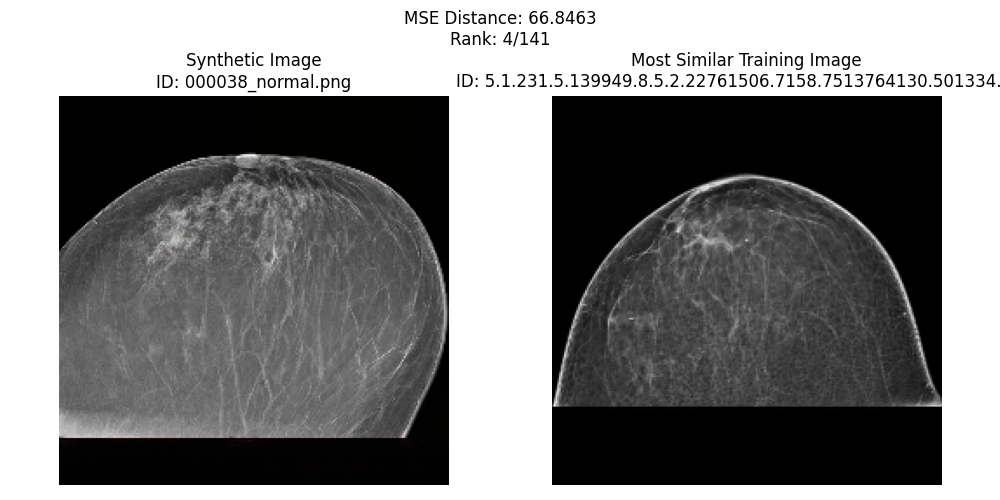 MSE Distance: 66.8463
Rank: 4/141
Synthetic Image
ID: 000038_normal.png
Most Similar Training Image
ID: 5.1.231.5.139949.8.5.2.22761506.7158.7513764130.501334.